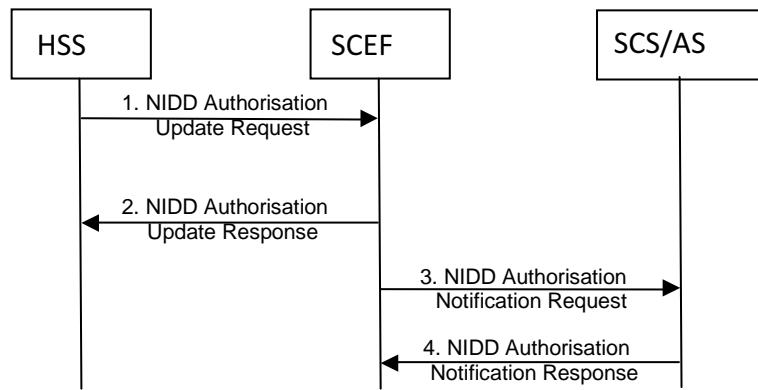 HSS
SCEF
SCS/AS
1. NIDD Authorisation
Update Request
2. NIDD Authorisation
Update Response
3. NIDD Authorisation
Notification Request
4. NIDD Authorisation
Notification Response